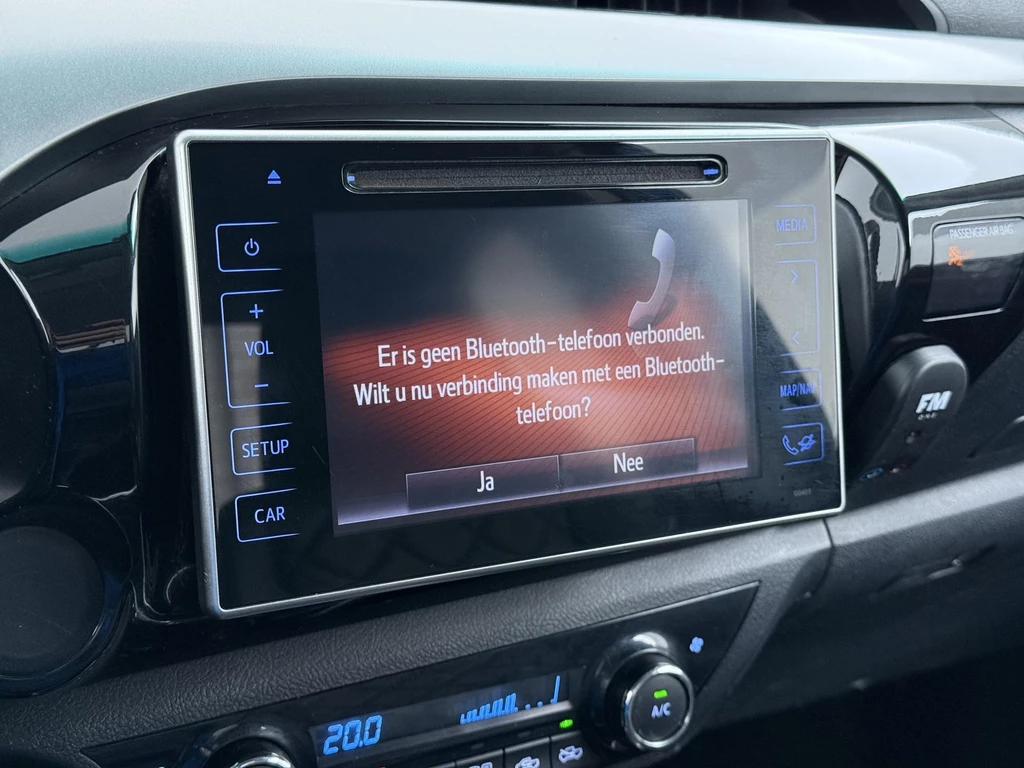 PASSENGER AIR BAG
MEDIA
VOL
Er is geen Bluetooth-telefoon verbonden.
Wilt u nu verbinding maken met een Bluetooth-
telefoon?
MAP/NAV
FM
SETUP
Ja
Nee
CAR
A/C
20.0